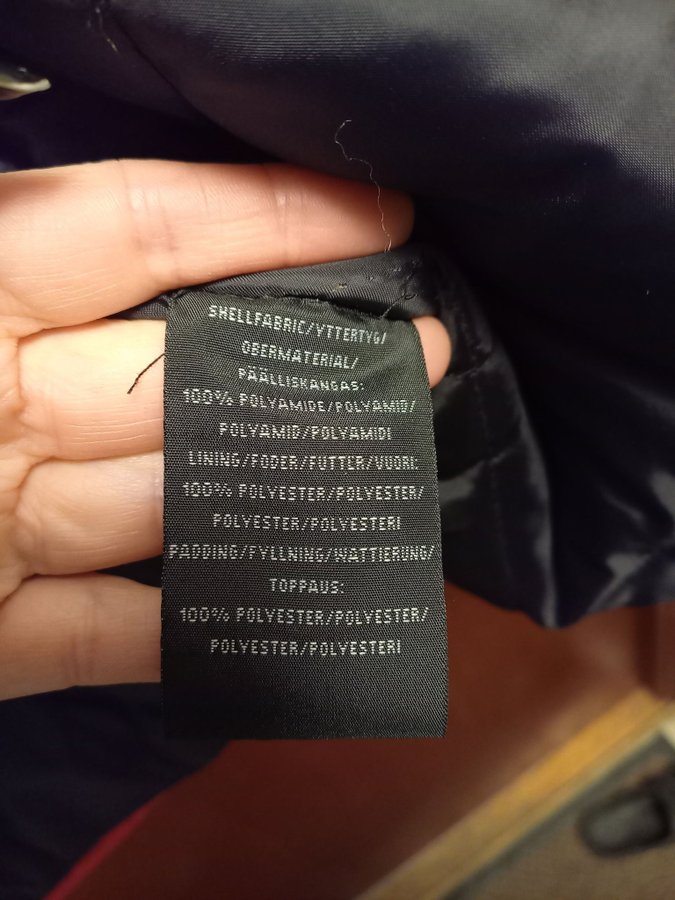 SHELLFABRIC/YTTERTYG/
OBERMATERIAL/
PÄÄLLISKANGAS:
100% POLYAMIDE/POLYAMID/
POLYAMID/POLYAMIDI
LINING/FODER/FUTTER/VUORI:
100% POLYESTER/POLYESTER/
POLYESTER/POLYESTERI
PADDING/FYLLNING/WATTIERUNG/
TOPPAUS:
100% POLYESTER/POLYESTER/
POLYESTER/POLYESTERI